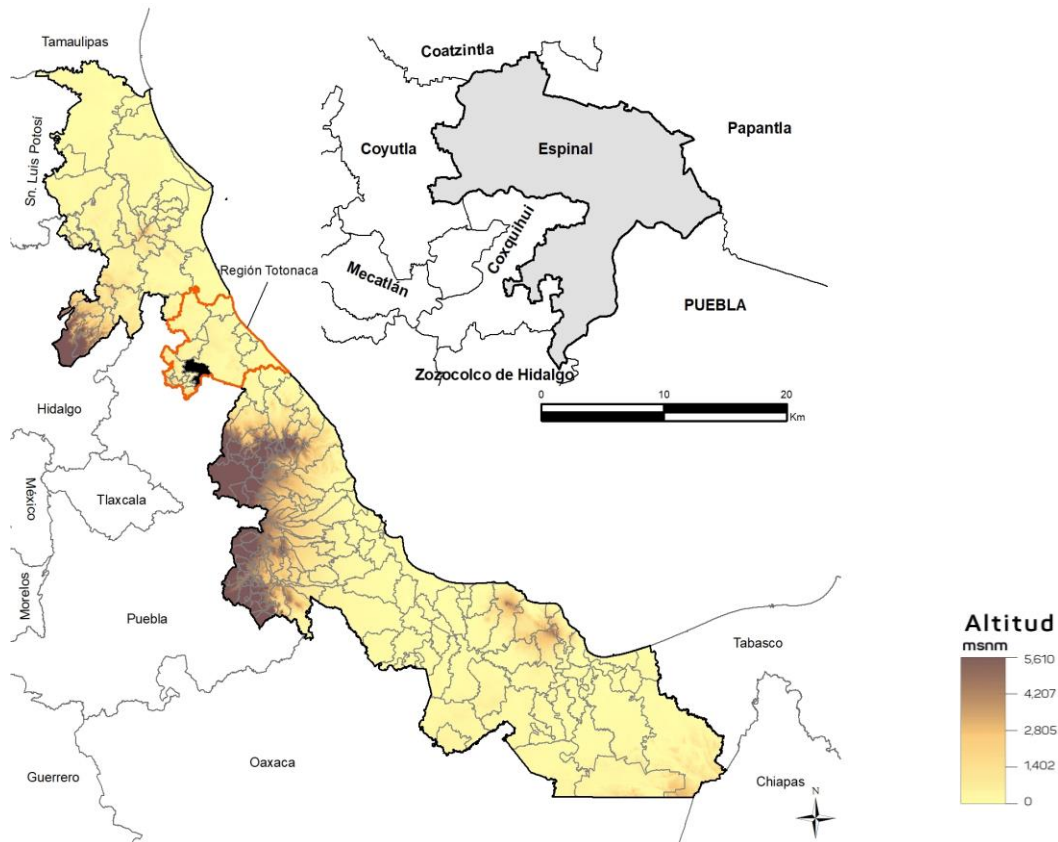 Tamaulipas
Sn. Luis Potosí
Coatzintla
Coyutla
Espinal
Papantla
Coxquihui
Mecatlán
PUEBLA
Zozocolco de Hidalgo
0 10 20
Km
Región Totonaca
Hidalgo
México
Tlaxcala
Morelos
Puebla
Guerrero
Oaxaca
Tabasco
Chiapas
N
Altitud
msnm
5,610
4,207
2,805
1402
0